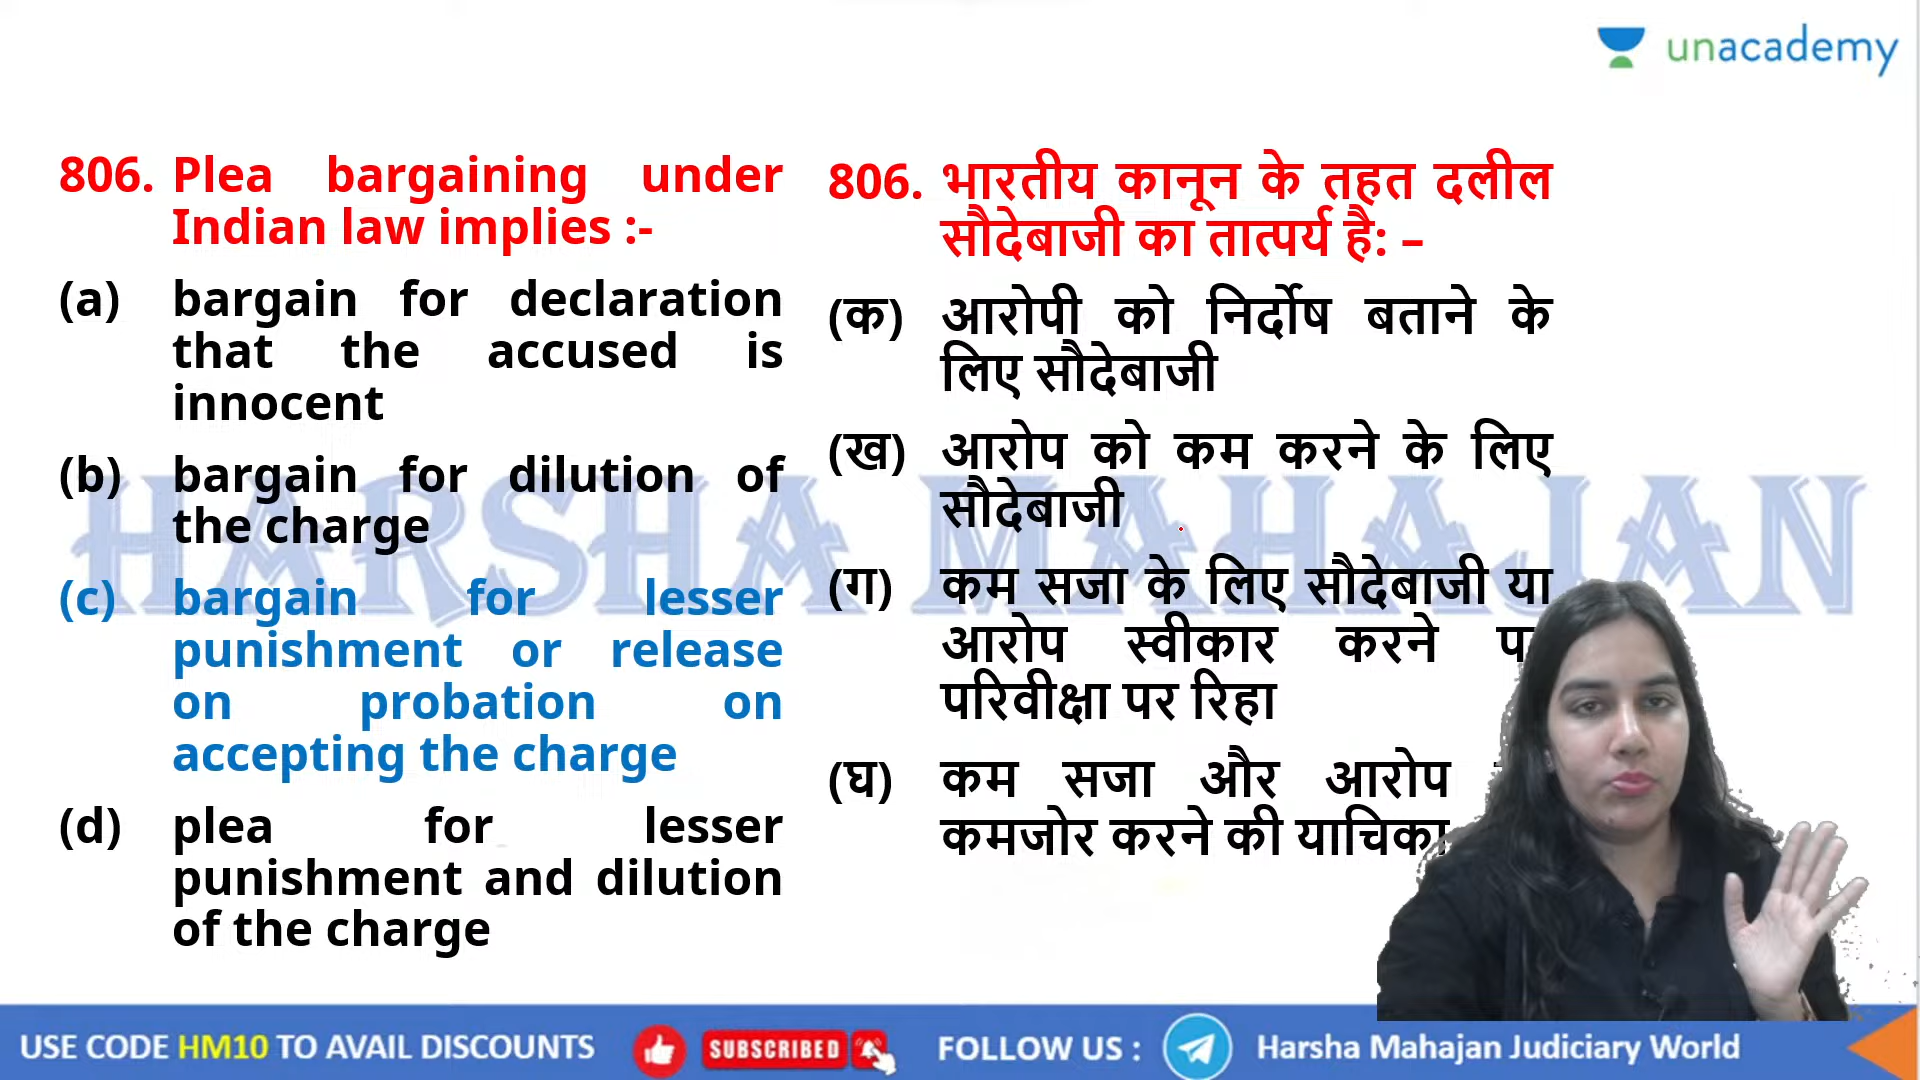 unacademy
806. Plea bargaining under
Indian law implies :-
(a) bargain for declaration
that the accused is
innocent
(b) bargain for dilution of
the charge
(c) bargain for lesser
punishment or release
on probation on
accepting the charge
(d) plea for lesser
punishment and dilution
of the charge
806. भारतीय कानून के तहत दलील
सौदेबाजी का तात्पर्य है: –
(क) आरोपी को निर्दोष बताने के
लिए सौदेबाजी
(ख) आरोप को कम करने के लिए
सौदेबाजी
(ग) कम सजा के लिए सौदेबाजी या
आरोप स्वीकार करने
परिवीक्षा पर रिहा
(घ) कम सजा और आरोप
कमजोर करने की याचिका
HARSHA MAHAJAN
USE CODE HM10 TO AVAIL DISCOUNTS
SUBSCRIBED
FOLLOW US :
Harsha Mahajan Judiciary World